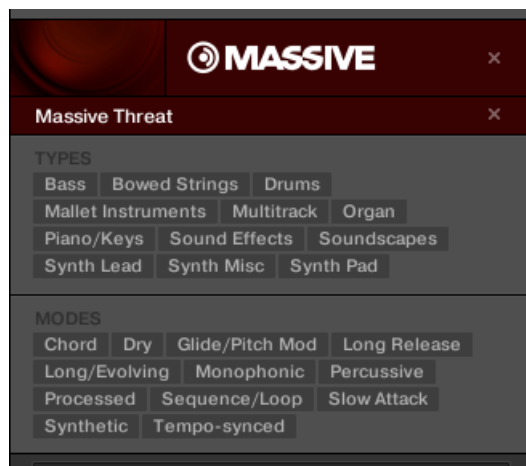 MASSIVE
Massive Threat
TYPES
Bass Bowed Strings Drums
Mallet Instruments Multitrack Organ
Piano/Keys Sound Effects Soundscapes
Synth Lead Synth Misc Synth Pad
MODES
Chord Dry Glide/Pitch Mod Long Release
Long/Evolving Monophonic Percussive
Processed Sequence/Loop Slow Attack
Synthetic Tempo-synced